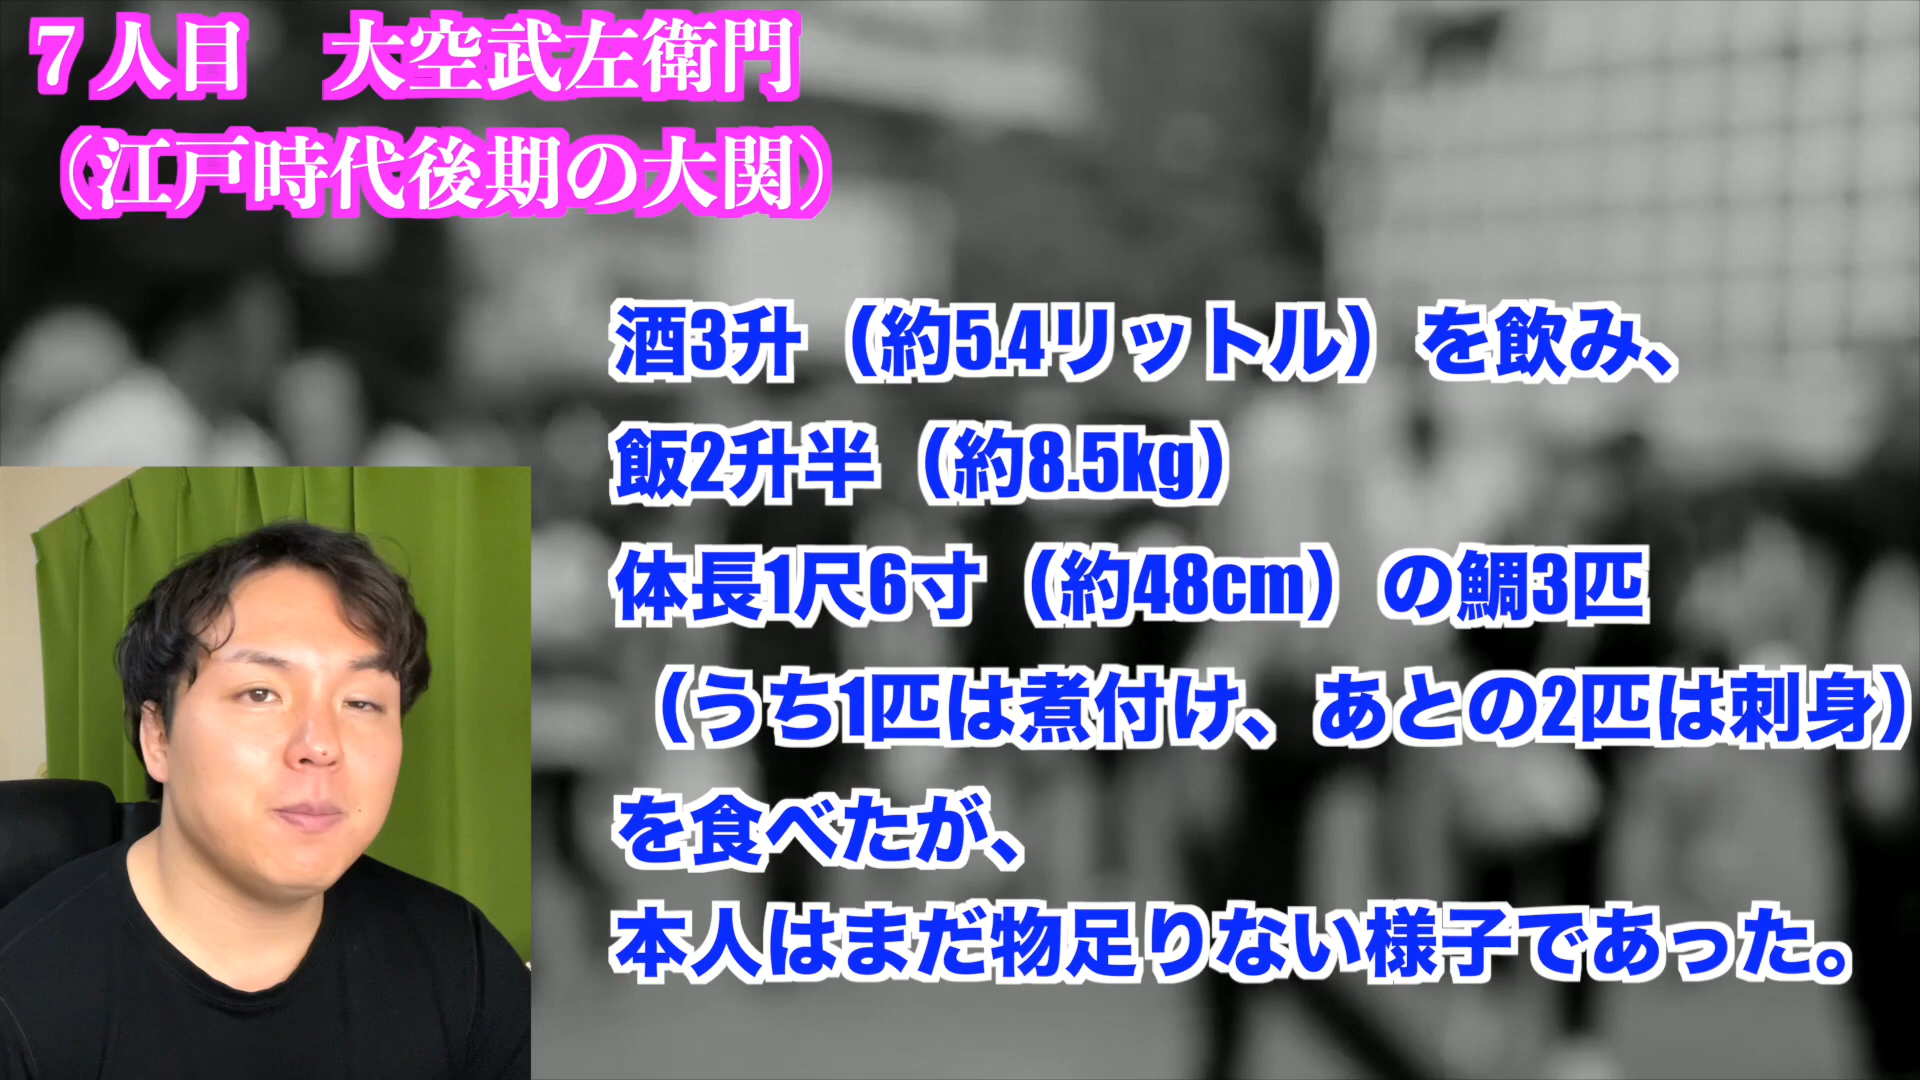 ７人目　大空武左衛門
（江戸時代後期の大関）
酒3升（約5.4リットル）を飲み、
飯2升半（約8.5kg）
体長1尺6寸（約48cm）の鯛3匹
（うち1匹は煮付け、あとの2匹は刺身）
を食べたが、
本人はまだ物足りない様子であった。